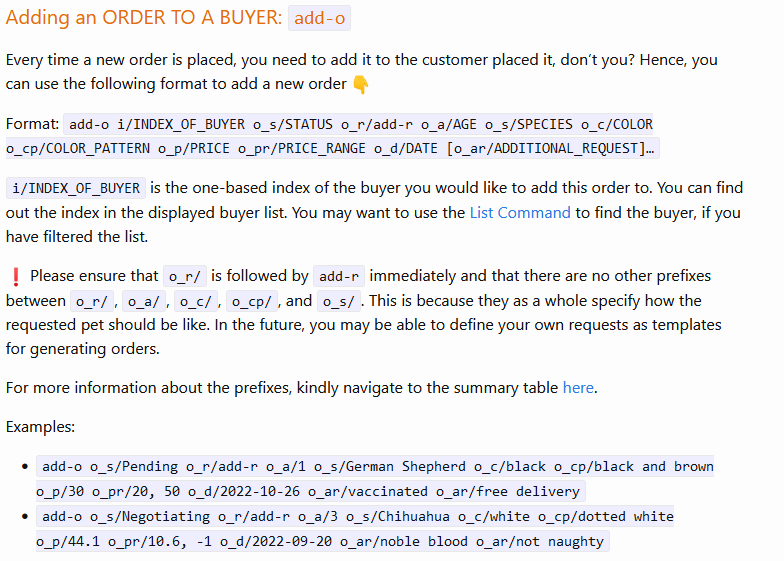 Adding an ORDER TO A BUYER: add-o
Every time a new order is placed, you need to add it to the customer placed it, don’t you? Hence, you
can use the following format to add a new order 👇
Format: add-o i/INDEX_OF_BUYER o_s/STATUS o_r/add-r o_a/AGE o_s/SPECIES o_c/COLOR
o_cp/COLOR_PATTERN o_p/PRICE o_pr/PRICE_RANGE o_d/DATE [o_ar/ADDITIONAL_REQUEST]…
i/INDEX_OF_BUYER is the one-based index of the buyer you would like to add this order to. You can find
out the index in the displayed buyer list. You may want to use the List Command to find the buyer, if you
have filtered the list.
❗ Please ensure that o_r/ is followed by add-r immediately and that there are no other prefixes
between o_r/ , o_a/ , o_c/ , o_cp/ , and o_s/ . This is because they as a whole specify how the
requested pet should be like. In the future, you may be able to define your own requests as templates
for generating orders.
For more information about the prefixes, kindly navigate to the summary table here.
Examples:
• add-o o_s/Pending o_r/add-r o_a/1 o_s/German Shepherd o_c/black o_cp/black and brown
o_p/30 o_pr/20, 50 o_d/2022-10-26 o_ar/vaccinated o_ar/free delivery
• add-o o_s/Negotiating o_r/add-r o_a/3 o_s/Chihuahua o_c/white o_cp/dotted white
o_p/44.1 o_pr/10.6, -1 o_d/2022-09-20 o_ar/noble blood o_ar/not naughty